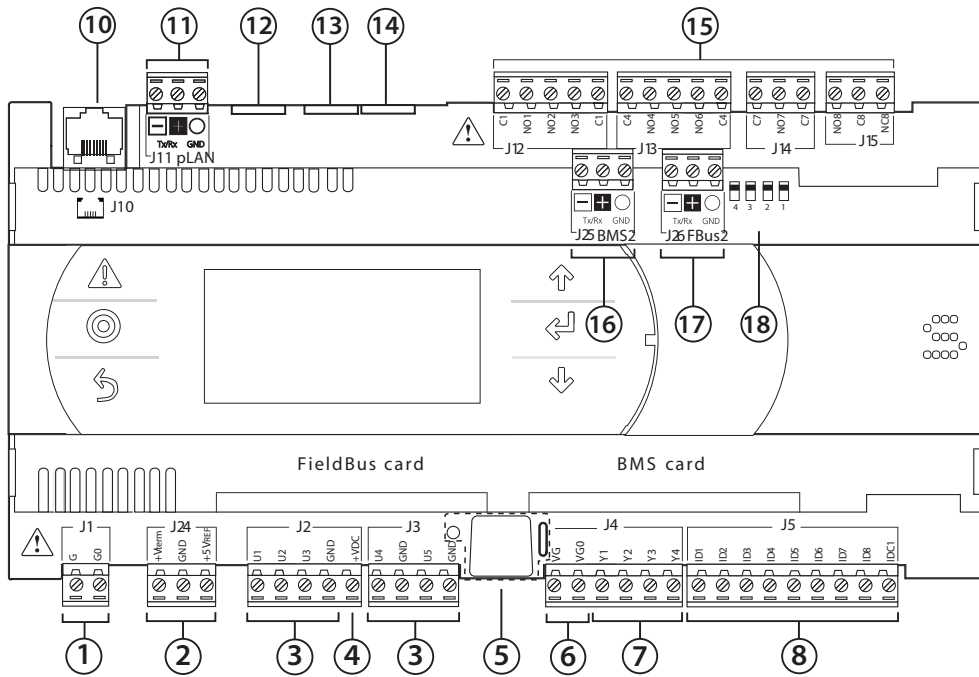 10 11 12 13 14 15
C1 NO1 NO2 NO3 C1 C4 NO4 NO5 NO6 C4 C7 NO7 C7 NO8 C8 NC8
Tx/Rx GND
J11 pLAN
J12 J13 J14 J15
J10
4 3 2 1
Tx/Rx GND Tx/Rx GND
J25 BMS2 J26 FBus2
16 17 18
FieldBus card BMS card
J1 J24 J2 J3 J4 J5
G G0 +Vterm GND +5VREF U1 U2 U3 GND +VDC U4 GND U5 GND VG VG0 Y1 Y2 Y3 Y4 ID1 ID2 ID3 ID4 ID5 ID6 ID7 ID8 IDC1
1 2 3 4 3 5 6 7 8